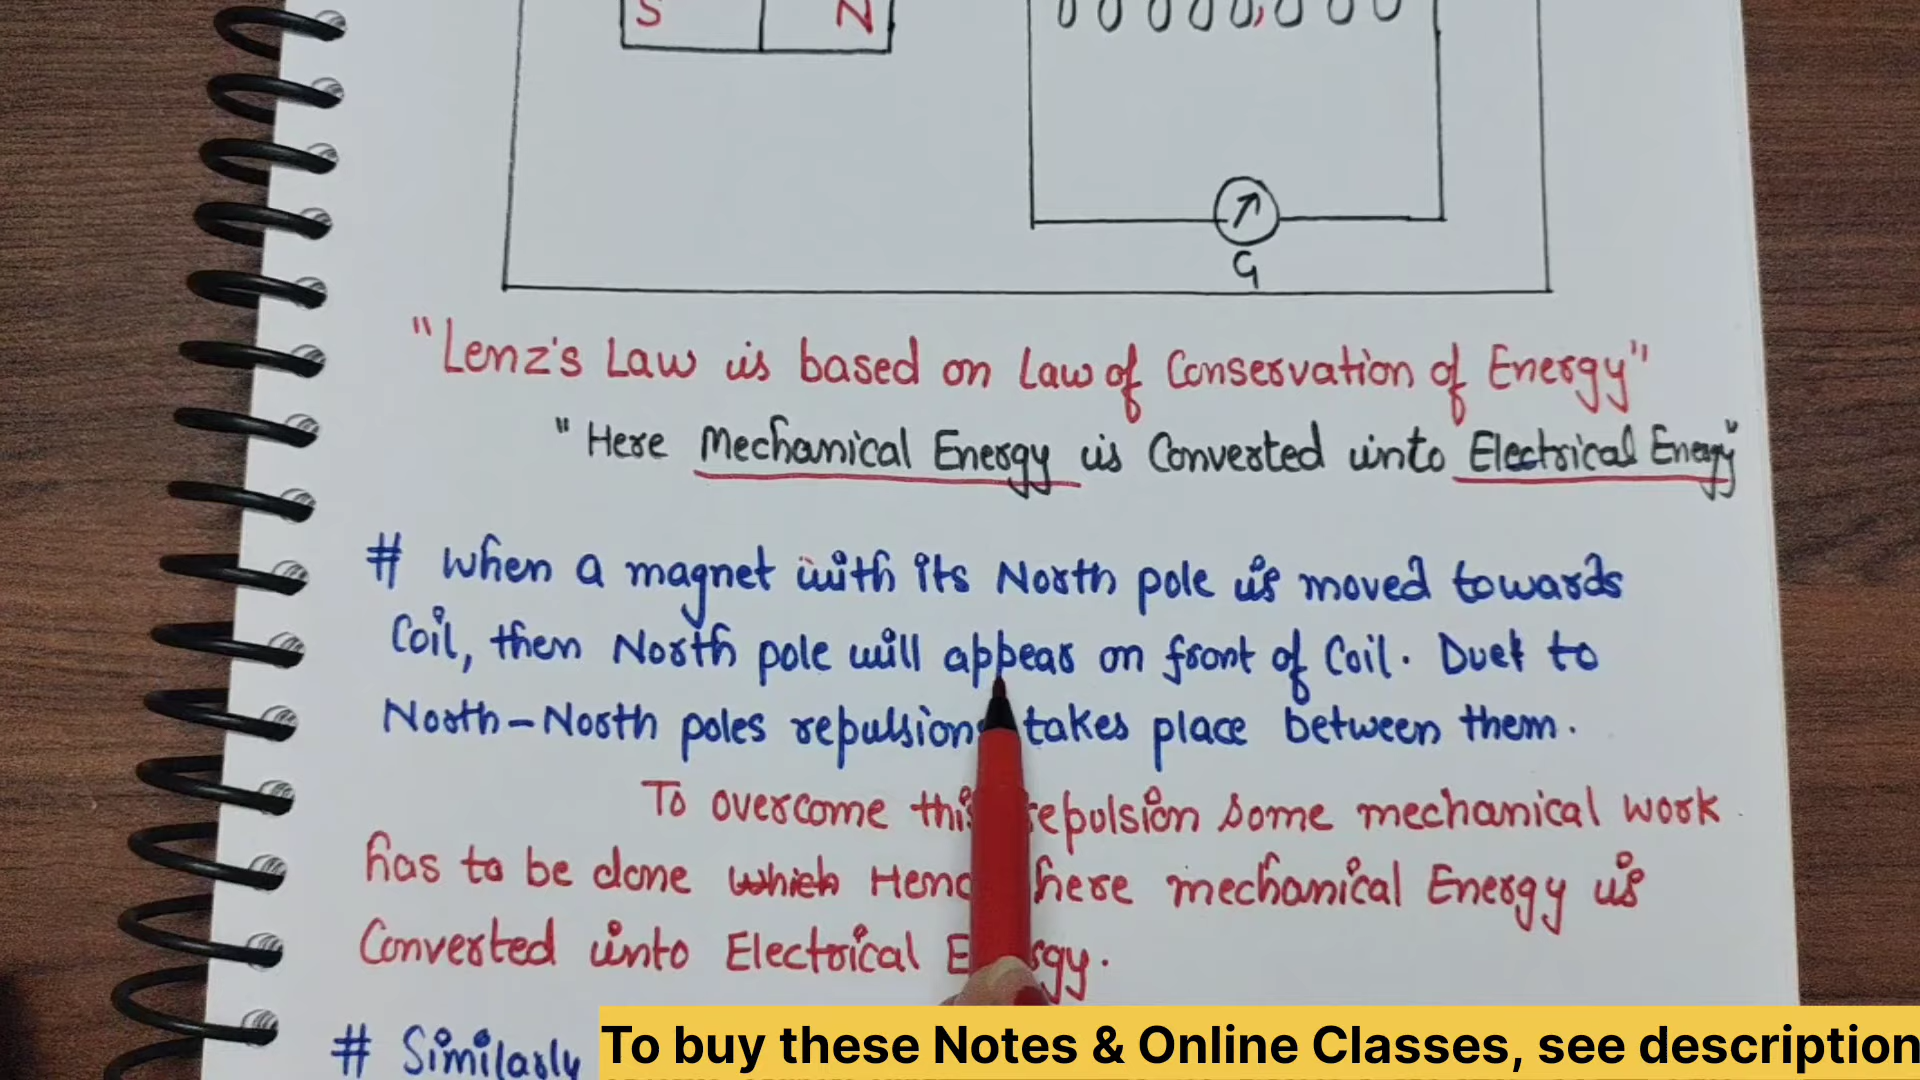 S N
G
"Lenz's Law is based on Law of Conservation of Energy"
"Here Mechanical Energy is Converted into Electrical Energy"
# When a magnet with its North pole is moved towards
Coil, then North pole will appear on front of Coil. Due to
North-North poles repulsion takes place between them.
To overcome this repulsion some mechanical work
has to be done which Hence here mechanical Energy is
Converted into Electrical Energy.
# Similarly
To buy these Notes & Online Classes, see description